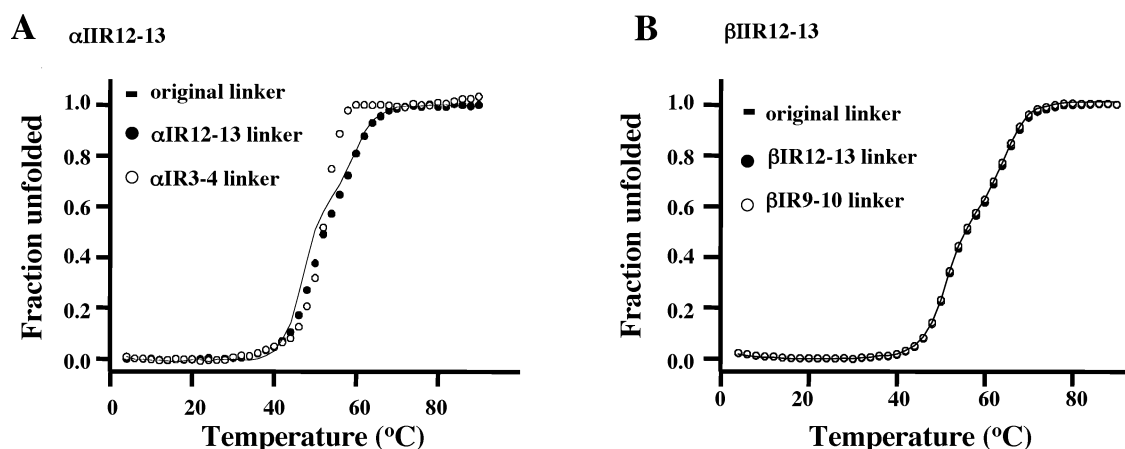 A
αIIR12-13
original linker
αIR12-13 linker
αIR3-4 linker
Fraction unfolded
1.0
0.8
0.6
0.4
0.2
0.0
0
20
40
60
80
Temperature (°C)
B
βIIR12-13
original linker
βIR12-13 linker
βIR9-10 linker
Fraction unfolded
1.0
0.8
0.6
0.4
0.2
0.0
0
20
40
60
80
Temperature (°C)